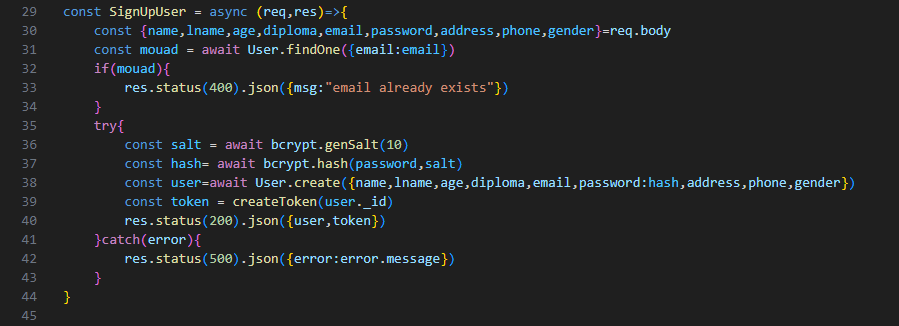 29 const SignUpUser = async (req,res)=>{
30     const {name,lname,age,diploma,email,password,address,phone,gender}=req.body
31     const mouad = await User.findOne({email:email})
32     if(mouad){
33         res.status(400).json({msg:"email already exists"})
34     }
35     try{
36         const salt = await bcrypt.genSalt(10)
37         const hash= await bcrypt.hash(password,salt)
38         const user=await User.create({name,lname,age,diploma,email,password:hash,address,phone,gender})
39         const token = createToken(user._id)
40         res.status(200).json({user,token})
41     }catch(error){
42         res.status(500).json({error:error.message})
43     }
44 }
45